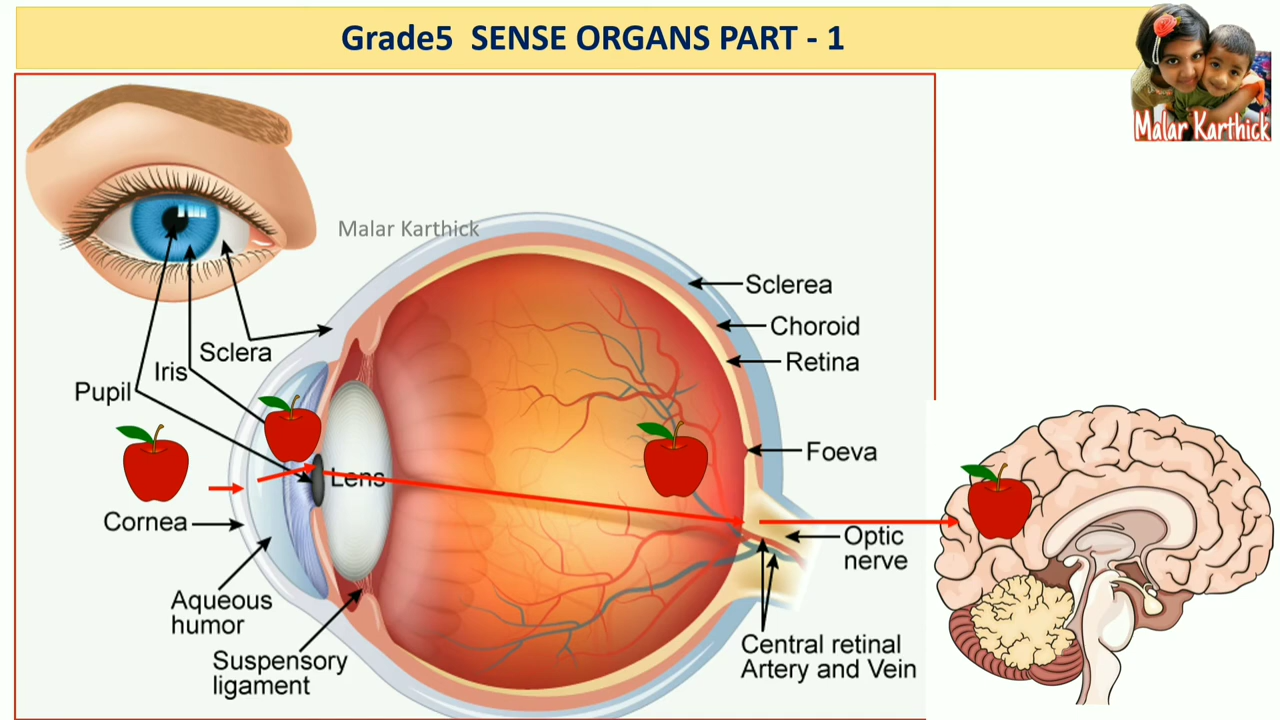 Grade5 SENSE ORGANS PART - 1
Malar Karthick
Malar Karthick
Sclerea
Choroid
Retina
Foeva
Optic
nerve
Central retinal
Artery and Vein
Sclera
Iris
Pupil
Lens
Cornea
Aqueous
humor
Suspensory
ligament